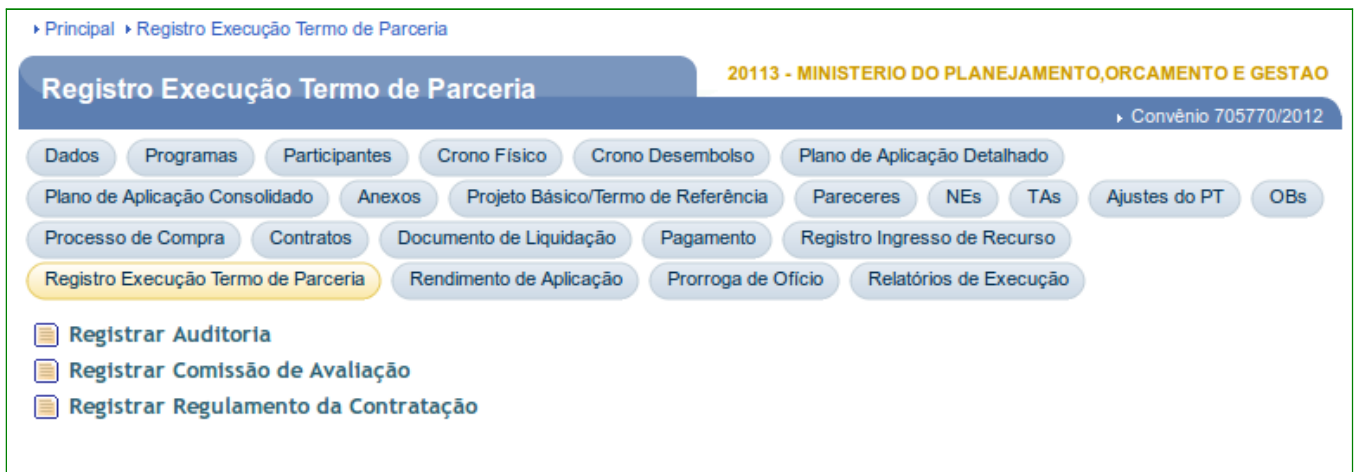 Principal Registro Execução Termo de Parceria
20113 - MINISTERIO DO PLANEJAMENTO,ORCAMENTO E GESTAO
Registro Execução Termo de Parceria
Convênio 705770/2012
Dados Programas Participantes Crono Físico Crono Desembolso Plano de Aplicação Detalhado
Plano de Aplicação Consolidado Anexos Projeto Básico/Termo de Referência Pareceres NEs TAs Ajustes do PT OBs
Processo de Compra Contratos Documento de Liquidação Pagamento Registro Ingresso de Recurso
Registro Execução Termo de Parceria Rendimento de Aplicação Prorroga de Ofício Relatórios de Execução
Registrar Auditoria
Registrar Comissão de Avaliação
Registrar Regulamento da Contratação